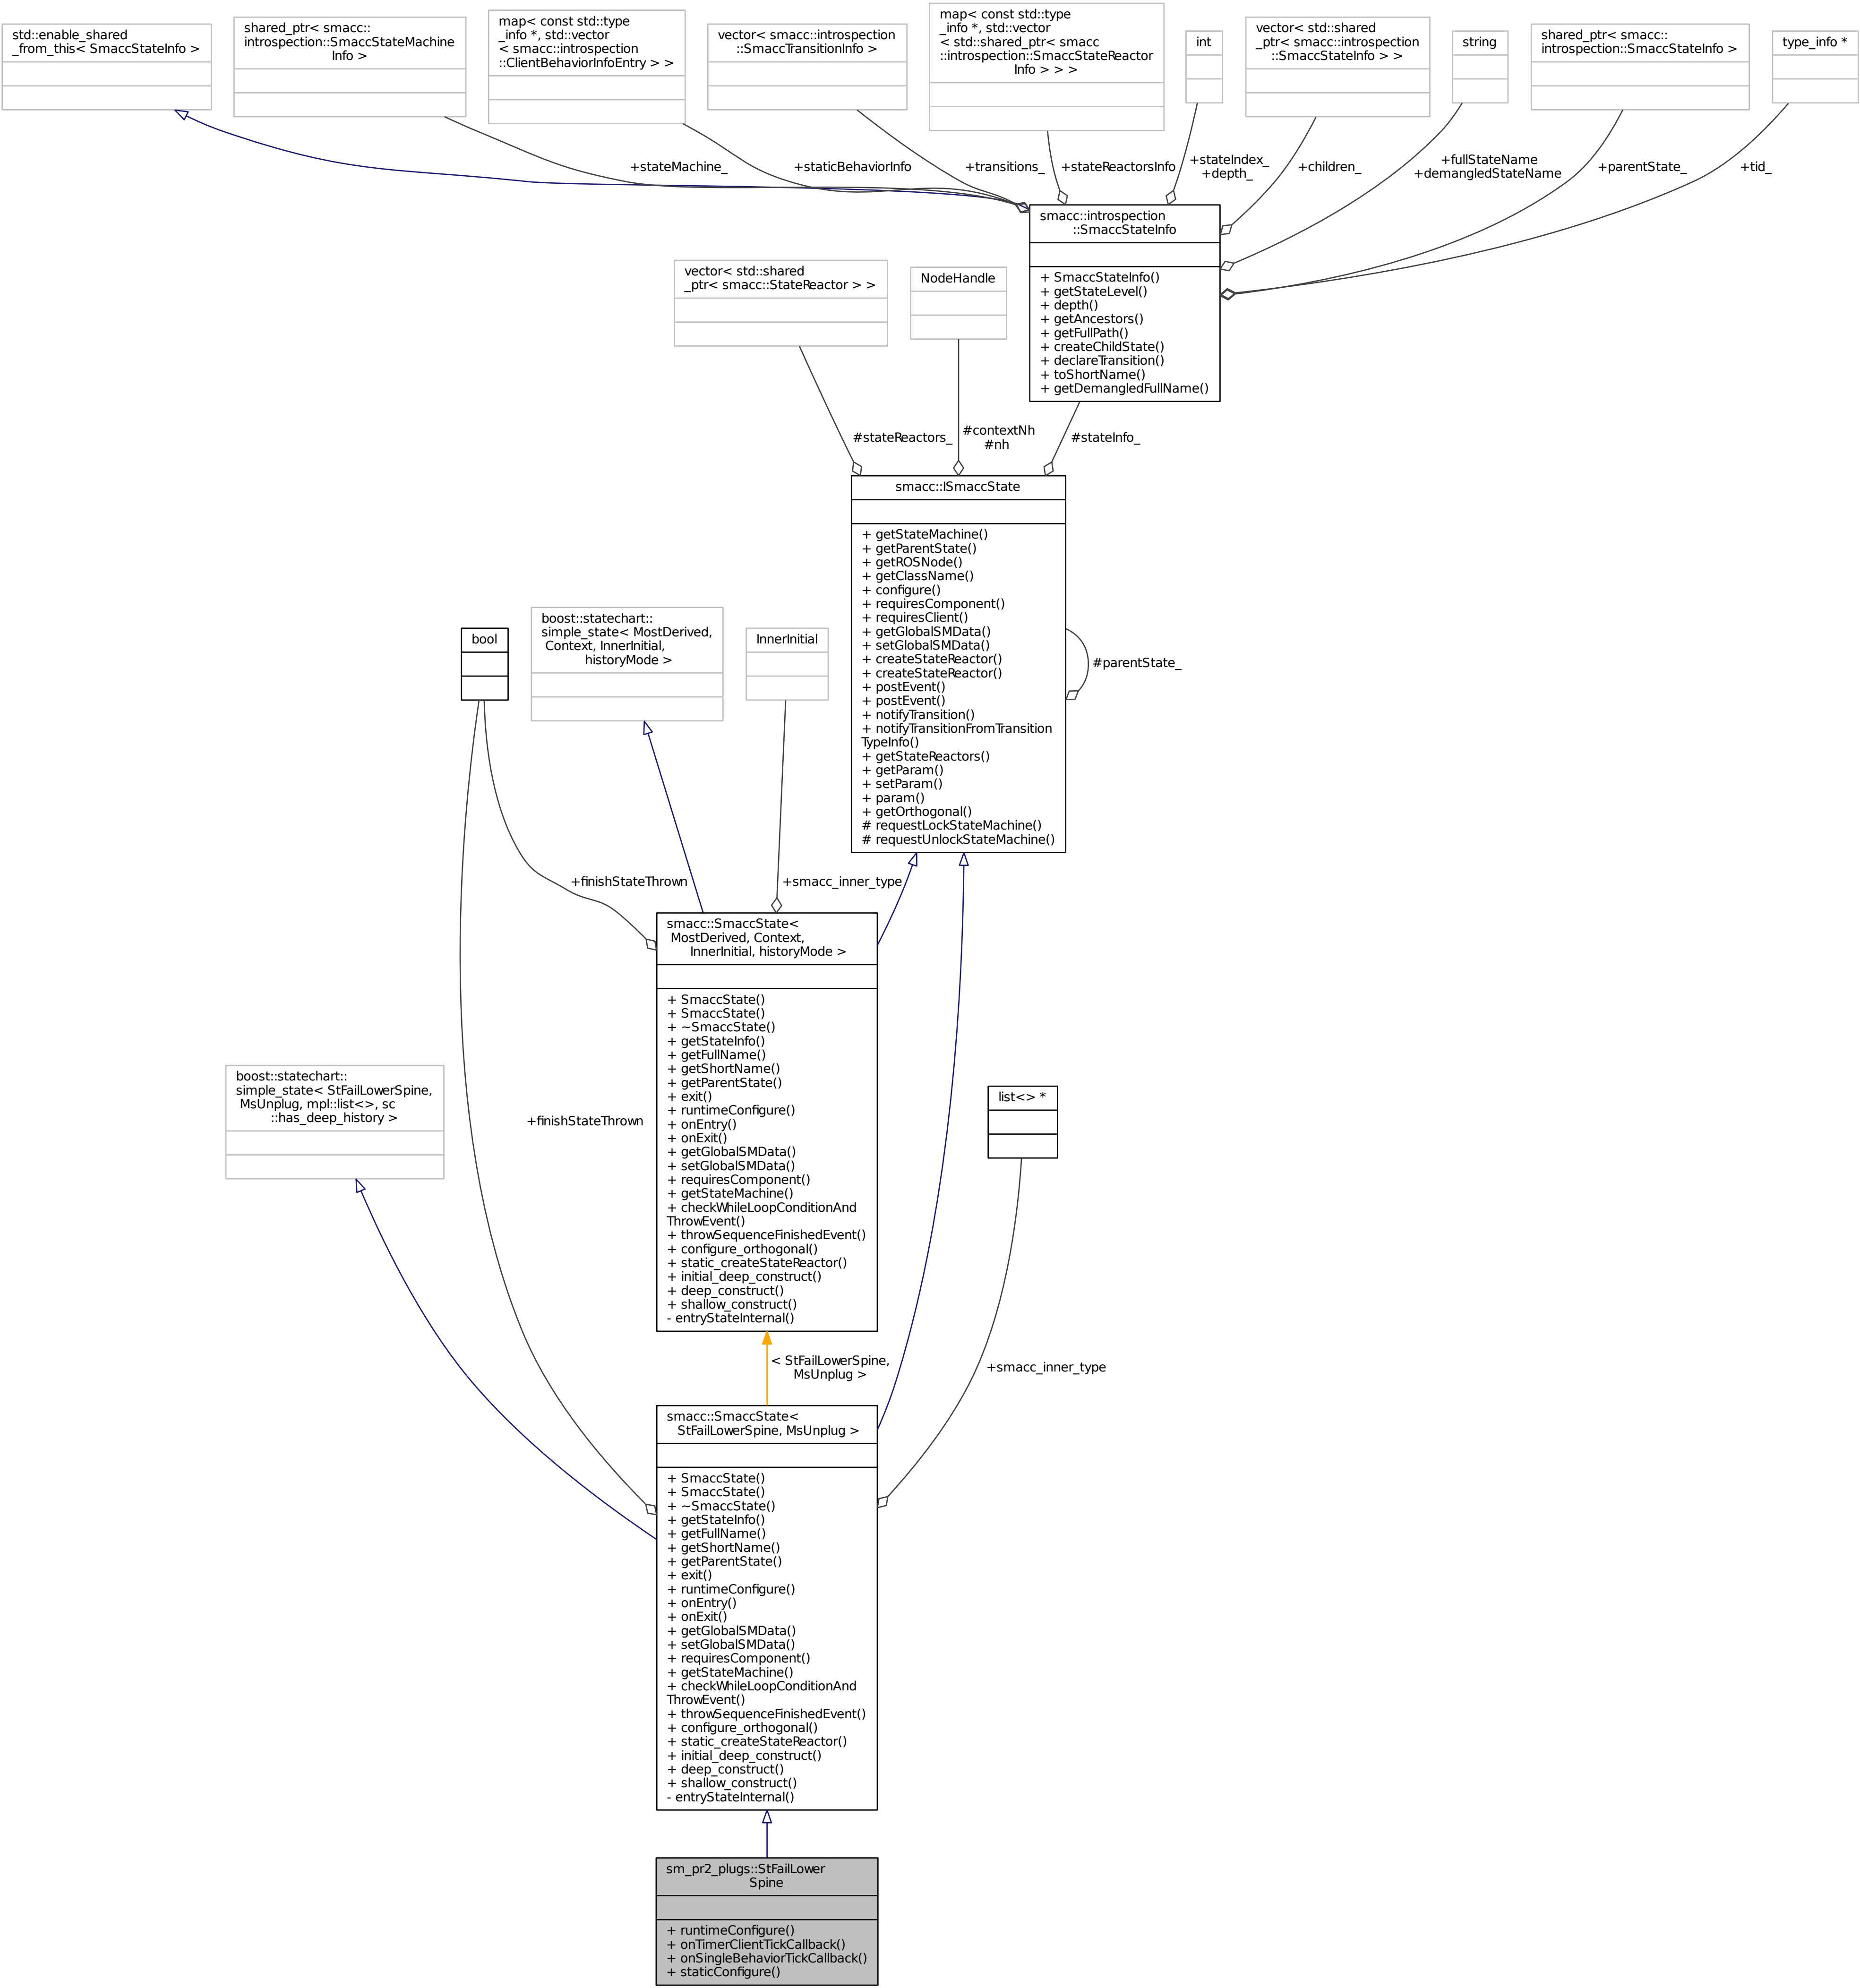 std::enable_shared
_from_this< SmaccStateInfo >
shared_ptr< smacc::
introspection::SmaccStateMachine
Info >
map< const std::type
_info *, std::vector
< smacc::introspection
::ClientBehaviorInfoEntry > >
vector< smacc::introspection
::SmaccTransitionInfo >
map< const std::type
_info *, std::vector
< std::shared_ptr< smacc
::introspection::SmaccStateReactor
Info > > >
int
vector< std::shared
_ptr< smacc::introspection
::SmaccStateInfo > >
string
shared_ptr< smacc::
introspection::SmaccStateInfo >
type_info *
+stateMachine_
+staticBehaviorInfo
+transitions_
+stateReactorsInfo
+stateIndex_
+depth_
+children_
+fullStateName
+demangledStateName
+parentState_
+tid_
smacc::introspection
::SmaccStateInfo
+ SmaccStateInfo()
+ getStateLevel()
+ depth()
+ getAncestors()
+ getFullPath()
+ createChildState()
+ declareTransition()
+ toShortName()
+ getDemangledFullName()
vector< std::shared
_ptr< smacc::StateReactor > >
NodeHandle
#stateReactors_
#contextNh
#nh
#stateInfo_
smacc::ISmaccState
+ getStateMachine()
+ getParentState()
+ getROSNode()
+ getClassName()
+ configure()
+ requiresComponent()
+ requiresClient()
+ getGlobalSMData()
+ setGlobalSMData()
+ createStateReactor()
+ createStateReactor()
+ postEvent()
+ postEvent()
+ notifyTransition()
+ notifyTransitionFromTransition
TypeInfo()
+ getStateReactors()
+ getParam()
+ setParam()
+ param()
+ getOrthogonal()
# requestLockStateMachine()
# requestUnlockStateMachine()
#parentState_
bool
boost::statechart::
simple_state< MostDerived,
Context, InnerInitial,
historyMode >
InnerInitial
+finishStateThrown
+smacc_inner_type
smacc::SmaccState<
MostDerived, Context,
InnerInitial, historyMode >
+ SmaccState()
+ SmaccState()
+ ~SmaccState()
+ getStateInfo()
+ getFullName()
+ getShortName()
+ getParentState()
+ exit()
+ runtimeConfigure()
+ onEntry()
+ onExit()
+ getGlobalSMData()
+ setGlobalSMData()
+ requiresComponent()
+ getStateMachine()
+ checkWhileLoopConditionAnd
ThrowEvent()
+ throwSequenceFinishedEvent()
+ configure_orthogonal()
+ static_createStateReactor()
+ initial_deep_construct()
+ deep_construct()
+ shallow_construct()
- entryStateInternal()
boost::statechart::
simple_state< StFailLowerSpine,
MsUnplug, mpl::list<>, sc
::has_deep_history >
+finishStateThrown
list<> *
< StFailLowerSpine,
MsUnplug >
+smacc_inner_type
smacc::SmaccState<
StFailLowerSpine, MsUnplug >
+ SmaccState()
+ SmaccState()
+ ~SmaccState()
+ getStateInfo()
+ getFullName()
+ getShortName()
+ getParentState()
+ exit()
+ runtimeConfigure()
+ onEntry()
+ onExit()
+ getGlobalSMData()
+ setGlobalSMData()
+ requiresComponent()
+ getStateMachine()
+ checkWhileLoopConditionAnd
ThrowEvent()
+ throwSequenceFinishedEvent()
+ configure_orthogonal()
+ static_createStateReactor()
+ initial_deep_construct()
+ deep_construct()
+ shallow_construct()
- entryStateInternal()
sm_pr2_plugs::StFailLower
Spine
+ runtimeConfigure()
+ onTimerClientTickCallback()
+ onSingleBehaviorTickCallback()
+ staticConfigure()